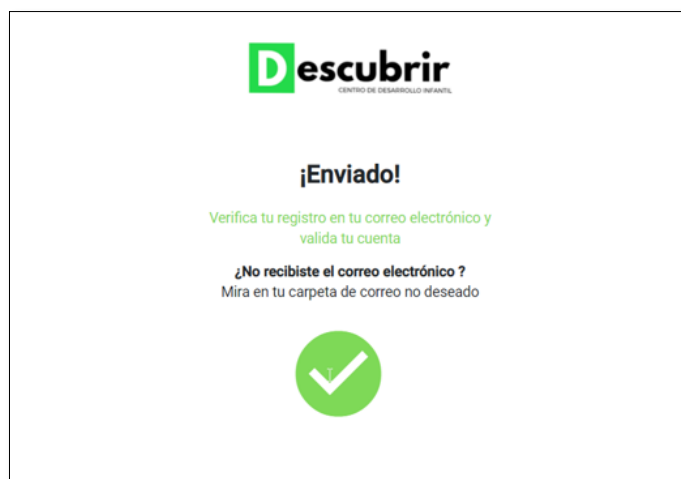 Descubrir
CENTRO DE DESARROLLO INFANTIL
¡Enviado!
Verifica tu registro en tu correo electrónico y
valida tu cuenta
¿No recibiste el correo electrónico ?
Mira en tu carpeta de correo no deseado